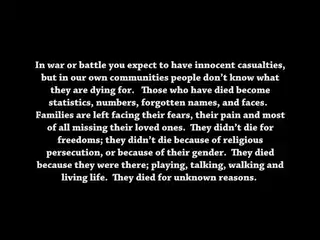 In war or battle you expect to have innocent casualties,
but in our own communities people don't know what
they are dying for. Those who have died become
statistics, numbers, forgotten names, and faces.
Families are left facing their fears, their pain and most
of all missing their loved ones. They didn't die for
freedoms; they didn't die because of religious
persecution, or because of their gender. They died
because they were there; playing, talking, walking and
living life. They died for unknown reasons.